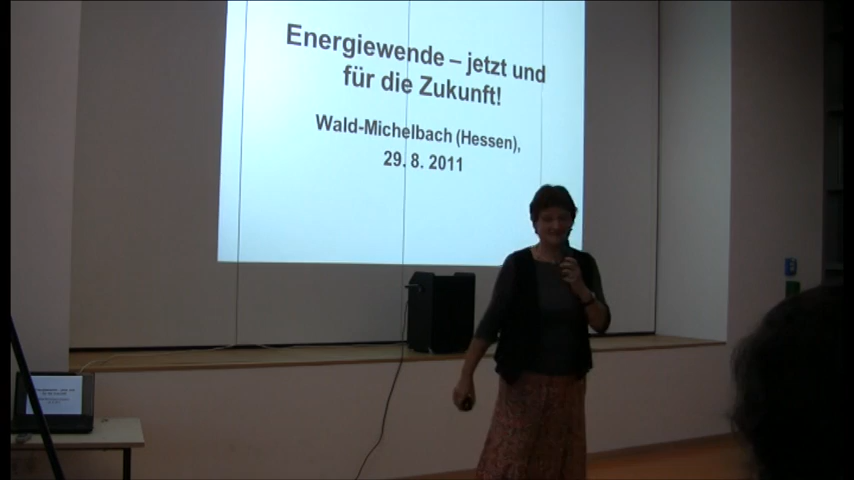 Energiewende – jetzt und
für die Zukunft!
Wald-Michelbach (Hessen),
29. 8. 2011